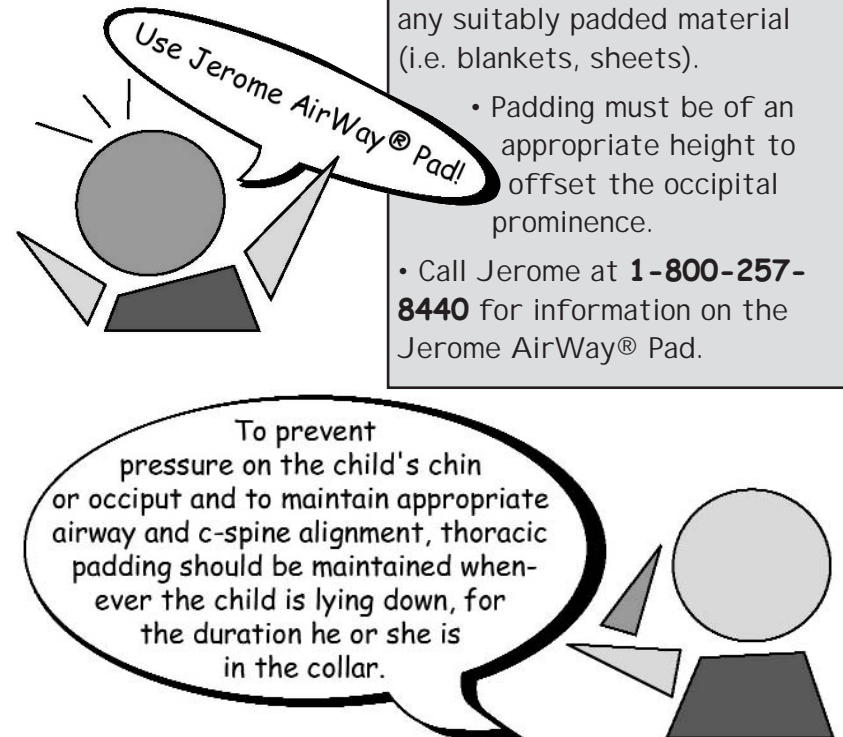 Use Jerome AirWay® Pad!
any suitably padded material
(i.e. blankets, sheets).
• Padding must be of an
appropriate height to
offset the occipital
prominence.
• Call Jerome at 1-800-257-
8440 for information on the
Jerome AirWay® Pad.
To prevent
pressure on the child's chin
or occiput and to maintain appropriate
airway and c-spine alignment, thoracic
padding should be maintained when-
ever the child is lying down, for
the duration he or she is
in the collar.